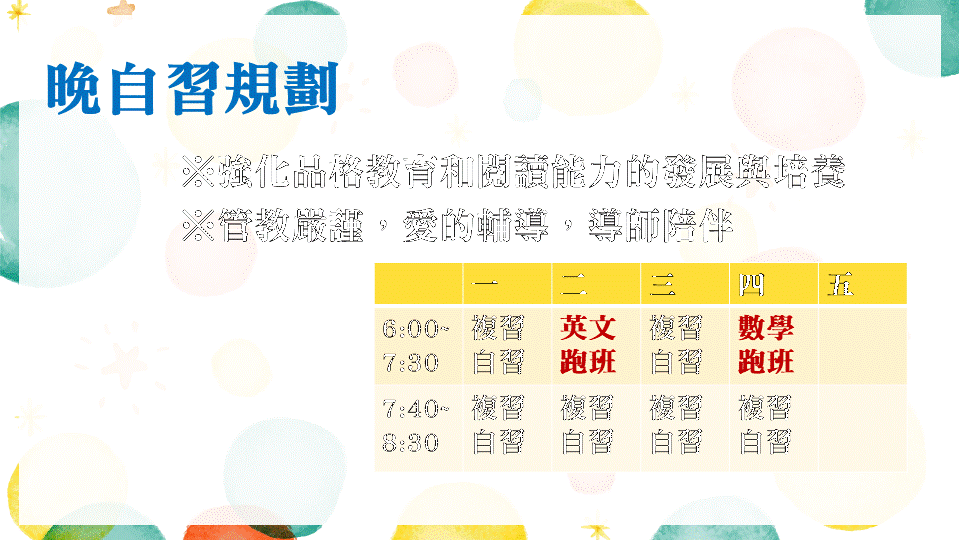 晚自習規劃
※強化品格教育和閱讀能力的發展與培養
※管教嚴謹，愛的輔導，導師陪伴
一 二 三 四 五
6:00~ 複習 英文 複習 數學
7:30 自習 跑班 自習 跑班
7:40~ 複習 複習 複習 複習
8:30 自習 自習 自習 自習